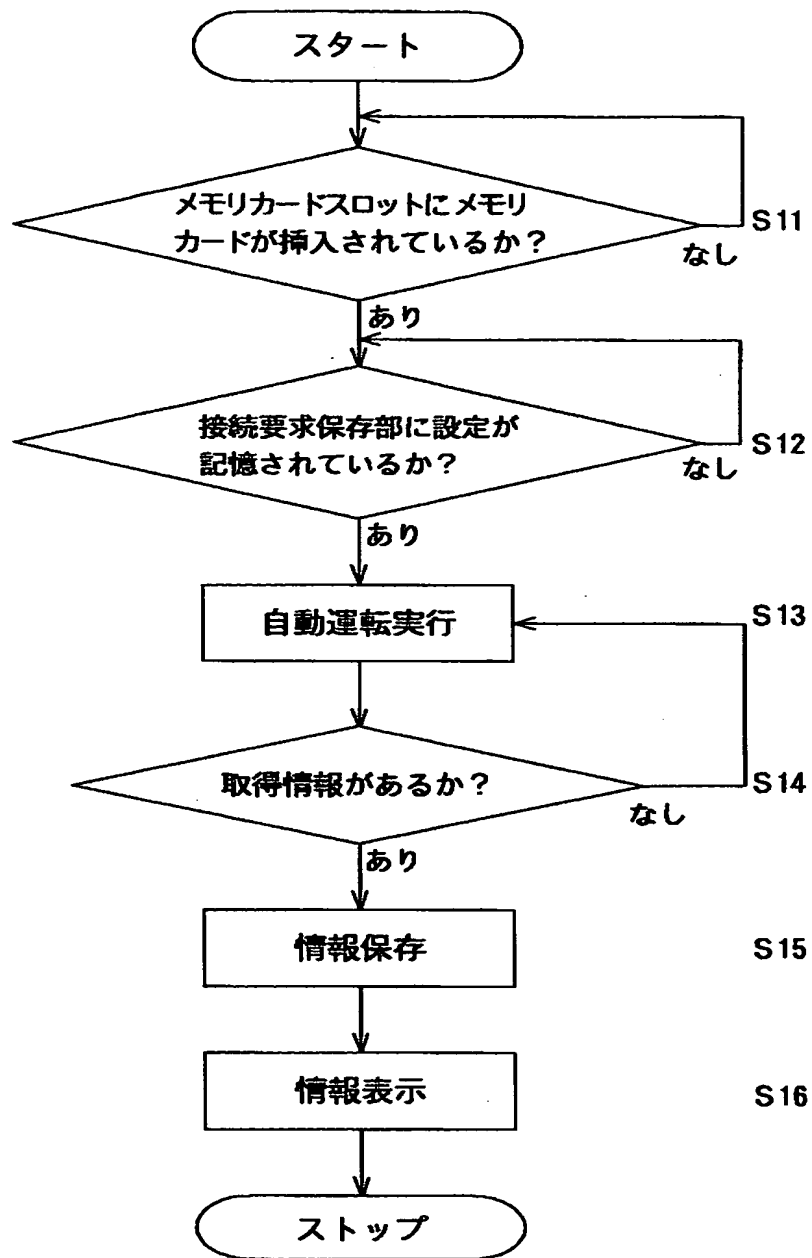 スタート
メモリカードスロットにメモリ
カードが挿入されているか?
S11
なし
あり
接続要求保存部に設定が
記憶されているか?
S12
なし
あり
自動運転実行
S13
取得情報があるか?
S14
なし
あり
情報保存
S15
情報表示
S16
ストップ